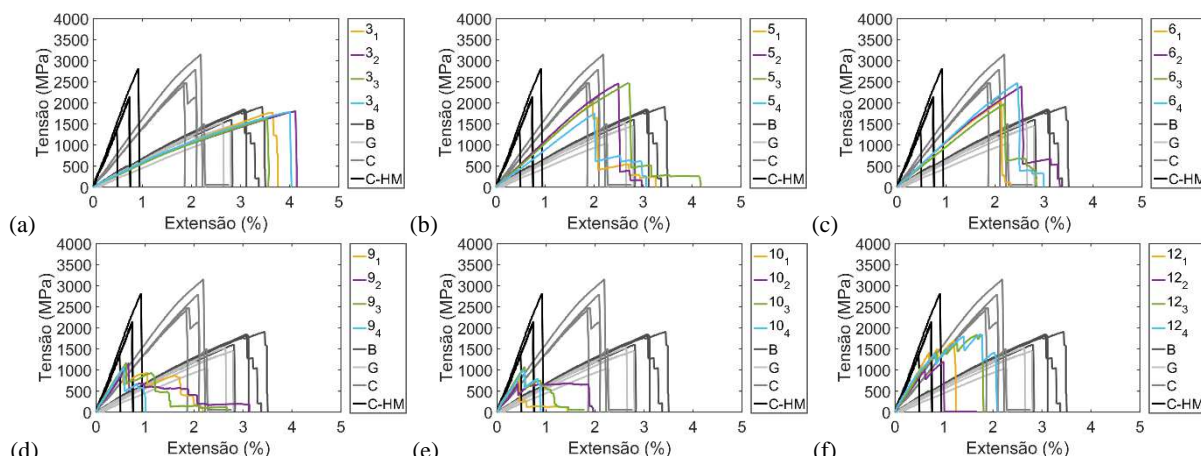 4000
3500
3000
2500
2000
1500
1000
500
0
Tensão (MPa)
0 1 2 3 4 5
Extensão (%)
3₁
3₂
3₃
3₄
B
G
C
C-HM
(a)
4000
3500
3000
2500
2000
1500
1000
500
0
Tensão (MPa)
0 1 2 3 4 5
Extensão (%)
5₁
5₂
5₃
5₄
B
G
C
C-HM
(b)
4000
3500
3000
2500
2000
1500
1000
500
0
Tensão (MPa)
0 1 2 3 4 5
Extensão (%)
6₁
6₂
6₃
6₄
B
G
C
C-HM
(c)
4000
3500
3000
2500
2000
1500
1000
500
0
Tensão (MPa)
0 1 2 3 4 5
Extensão (%)
9₁
9₂
9₃
9₄
B
G
C
C-HM
(d)
4000
3500
3000
2500
2000
1500
1000
500
0
Tensão (MPa)
0 1 2 3 4 5
Extensão (%)
10₁
10₂
10₃
10₄
B
G
C
C-HM
(e)
4000
3500
3000
2500
2000
1500
1000
500
0
Tensão (MPa)
0 1 2 3 4 5
Extensão (%)
12₁
12₂
12₃
12₄
B
G
C
C-HM
(f)